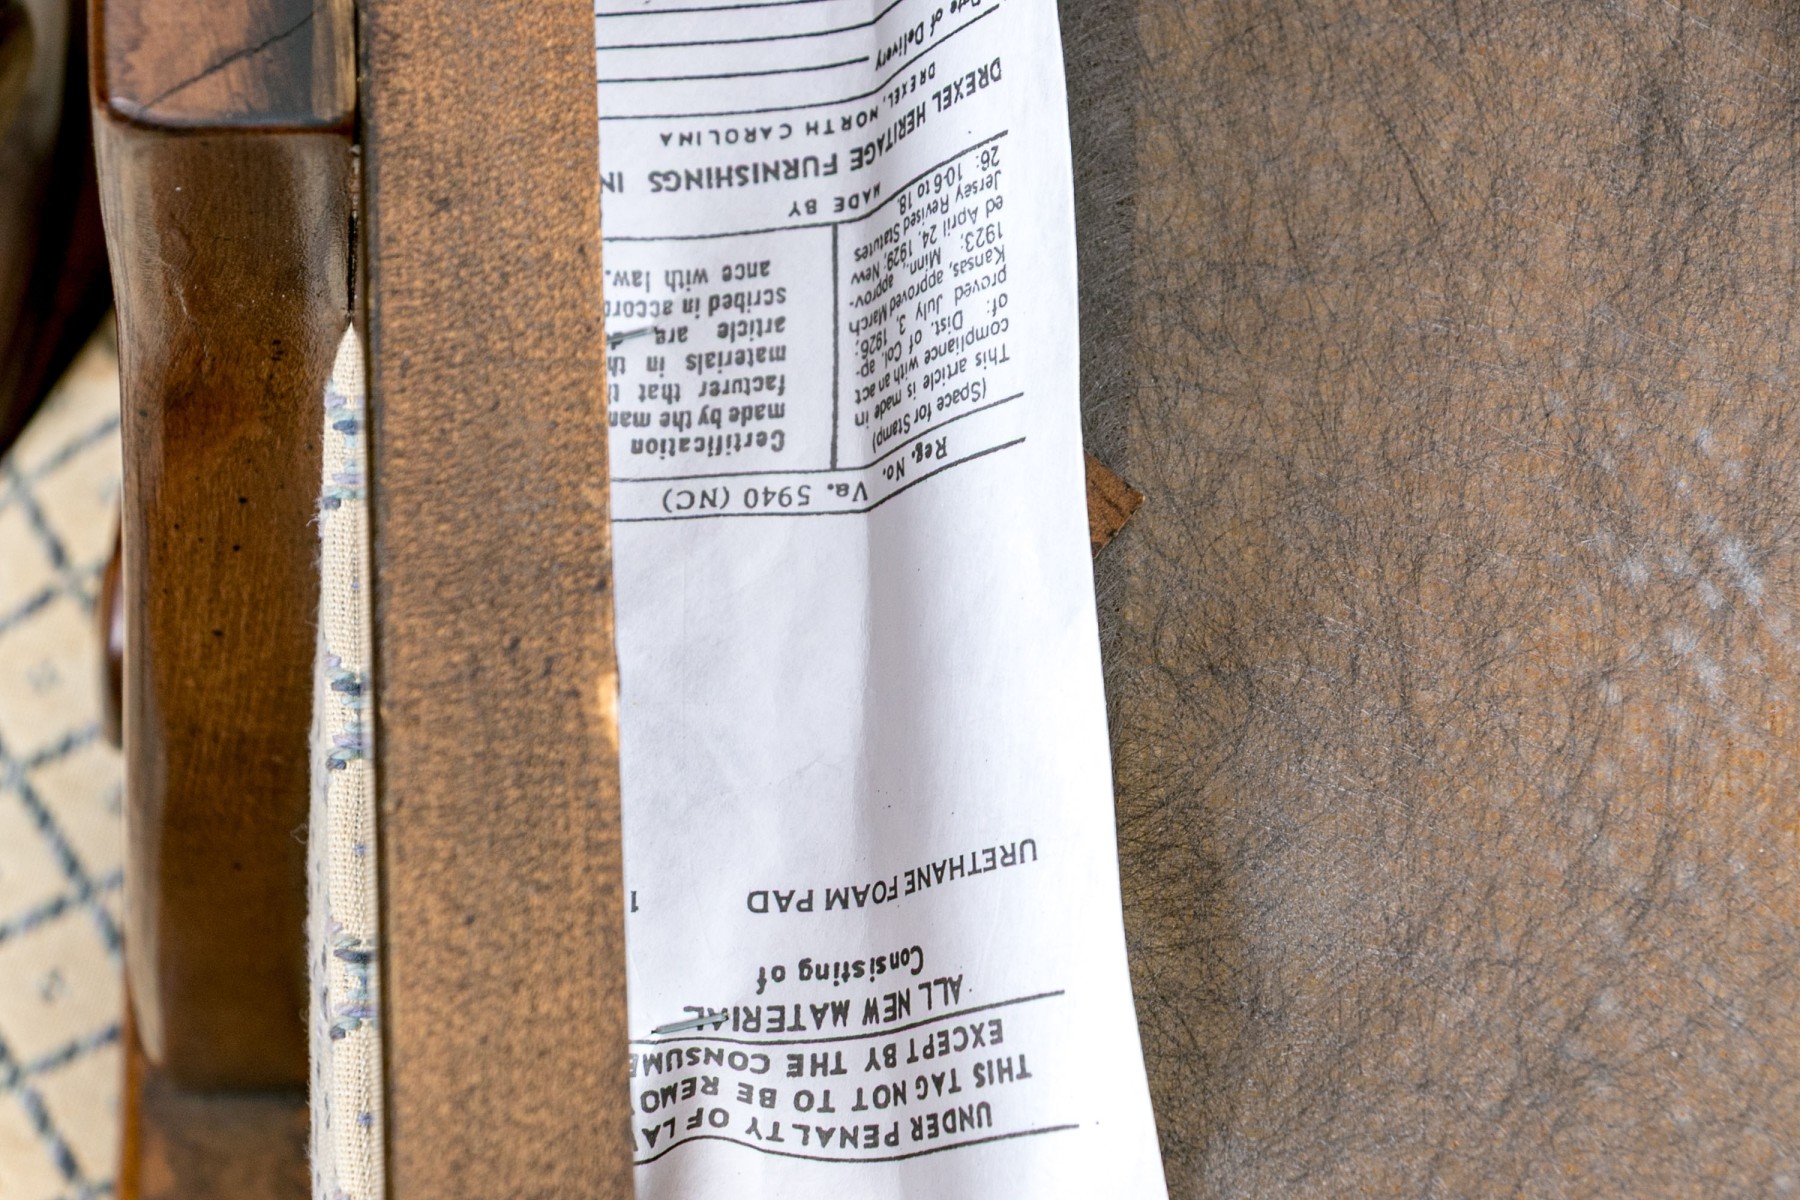 UNDER PENALTY OF LA
THIS TAG NOT TO BE REMO
EXCEPT BY THE CONSUME
ALL NEW MATERIAL
Consisting of
URETHANE FOAM PAD 1
Reg. No. Va. 5940 (NC)
(Space for Stamp)
This article is made in
compliance with an act
of: Dist. of Col. ap-
proved July 3, 1926;
Kansas, approved March
1923; Minn. approv-
ed April 24, 1929; New
Jersey Revised Statutes
26: 10-6 to 18.
Certification
made by the man
facturer that
materials in th
article are
scribed in accord
ance with law.
MADE BY
DREXEL HERITAGE FURNISHINGS IN
DREXEL, NORTH CAROLINA
Date of Delivery